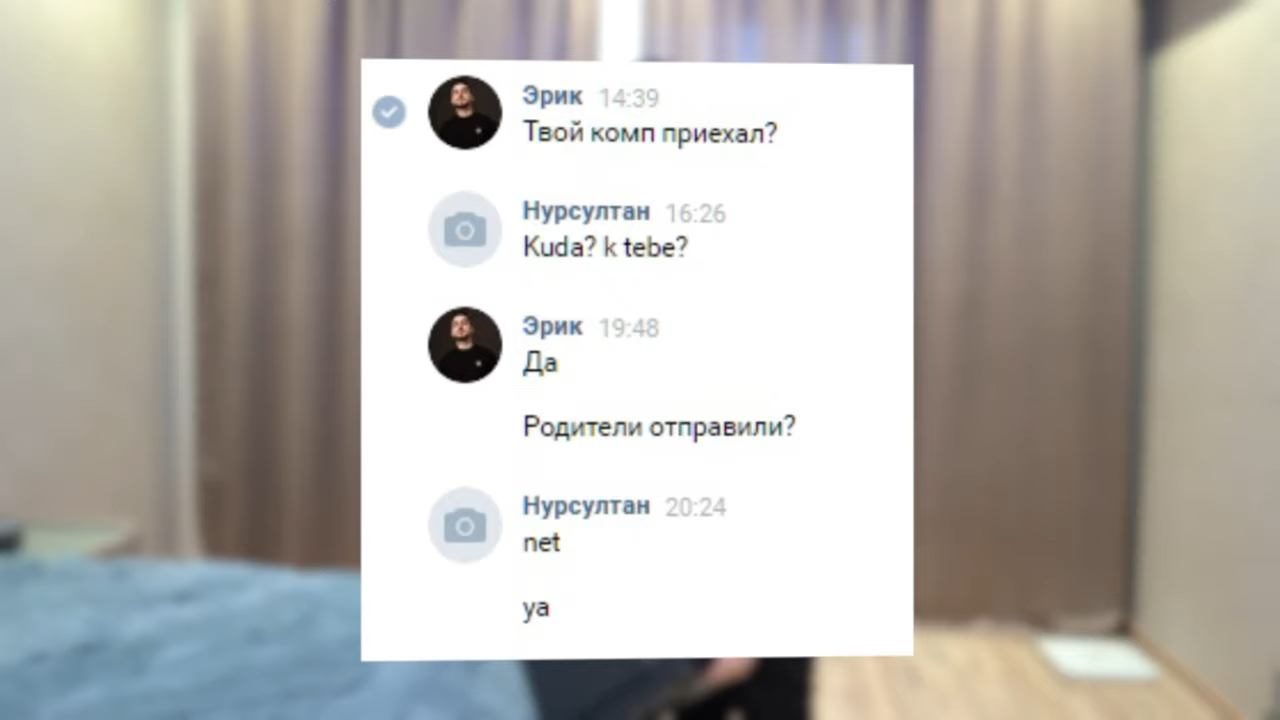 Эрик 14:39
Твой комп приехал?
Нурсултан 16:26
Kuda? k tebe?
Эрик 19:48
Да
Родители отправили?
Нурсултан 20:24
net
ya